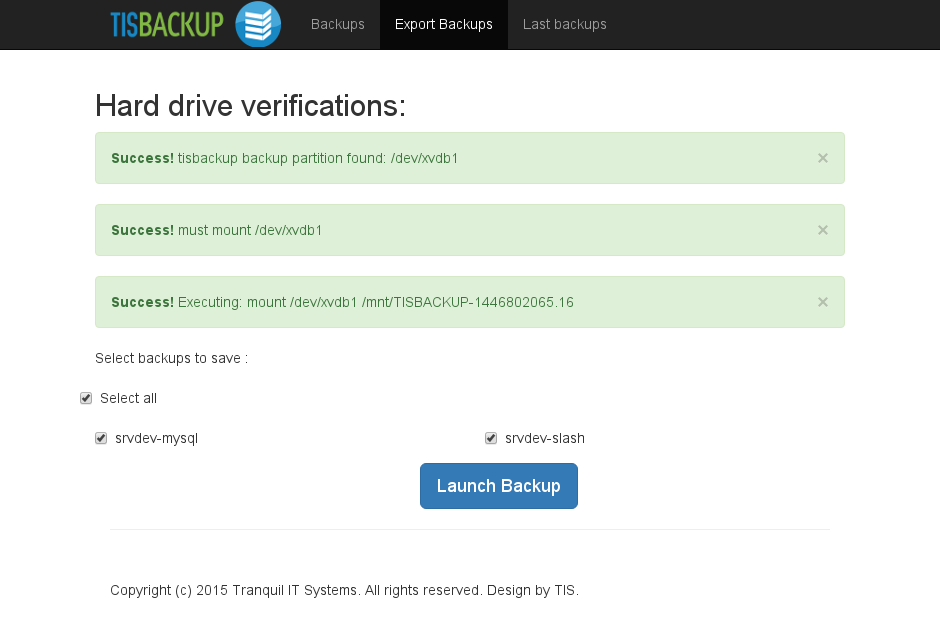 TISBACKUP Backups Export Backups Last backups
Hard drive verifications:
Success! tisbackup backup partition found: /dev/xvdb1 ×
Success! must mount /dev/xvdb1 ×
Success! Executing: mount /dev/xvdb1 /mnt/TISBACKUP-1446802065.16 ×
Select backups to save :
Select all
srvdev-mysql srvdev-slash
Launch Backup
Copyright (c) 2015 Tranquil IT Systems. All rights reserved. Design by TIS.